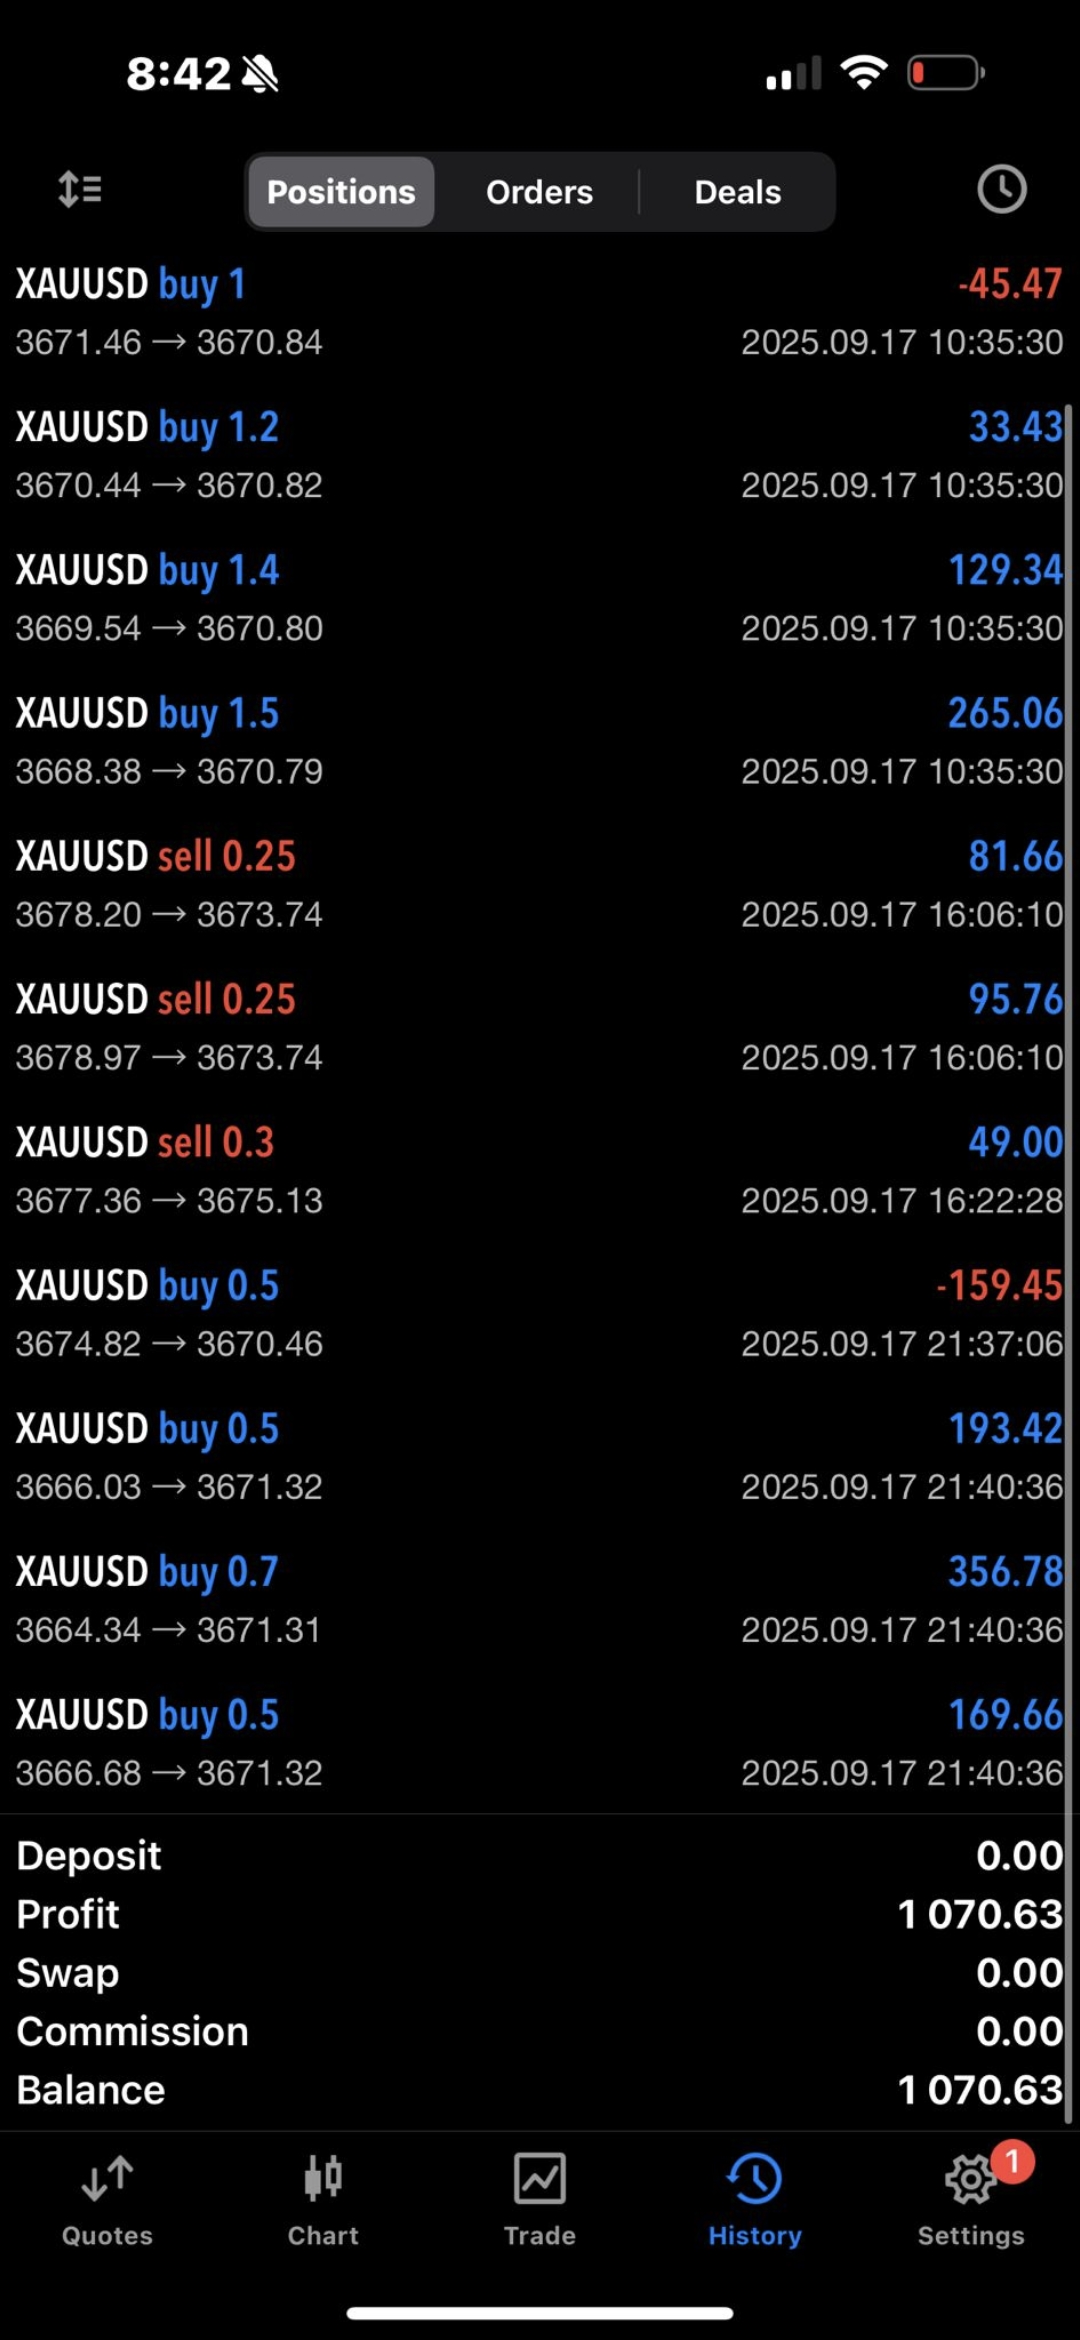 8:42
Positions Orders Deals
XAUUSD buy 1 -45.47
3671.46 → 3670.84 2025.09.17 10:35:30
XAUUSD buy 1.2 33.43
3670.44 → 3670.82 2025.09.17 10:35:30
XAUUSD buy 1.4 129.34
3669.54 → 3670.80 2025.09.17 10:35:30
XAUUSD buy 1.5 265.06
3668.38 → 3670.79 2025.09.17 10:35:30
XAUUSD sell 0.25 81.66
3678.20 → 3673.74 2025.09.17 16:06:10
XAUUSD sell 0.25 95.76
3678.97 → 3673.74 2025.09.17 16:06:10
XAUUSD sell 0.3 49.00
3677.36 → 3675.13 2025.09.17 16:22:28
XAUUSD buy 0.5 -159.45
3674.82 → 3670.46 2025.09.17 21:37:06
XAUUSD buy 0.5 193.42
3666.03 → 3671.32 2025.09.17 21:40:36
XAUUSD buy 0.7 356.78
3664.34 → 3671.31 2025.09.17 21:40:36
XAUUSD buy 0.5 169.66
3666.68 → 3671.32 2025.09.17 21:40:36
Deposit 0.00
Profit 1 070.63
Swap 0.00
Commission 0.00
Balance 1 070.63
1
Quotes Chart Trade History Settings